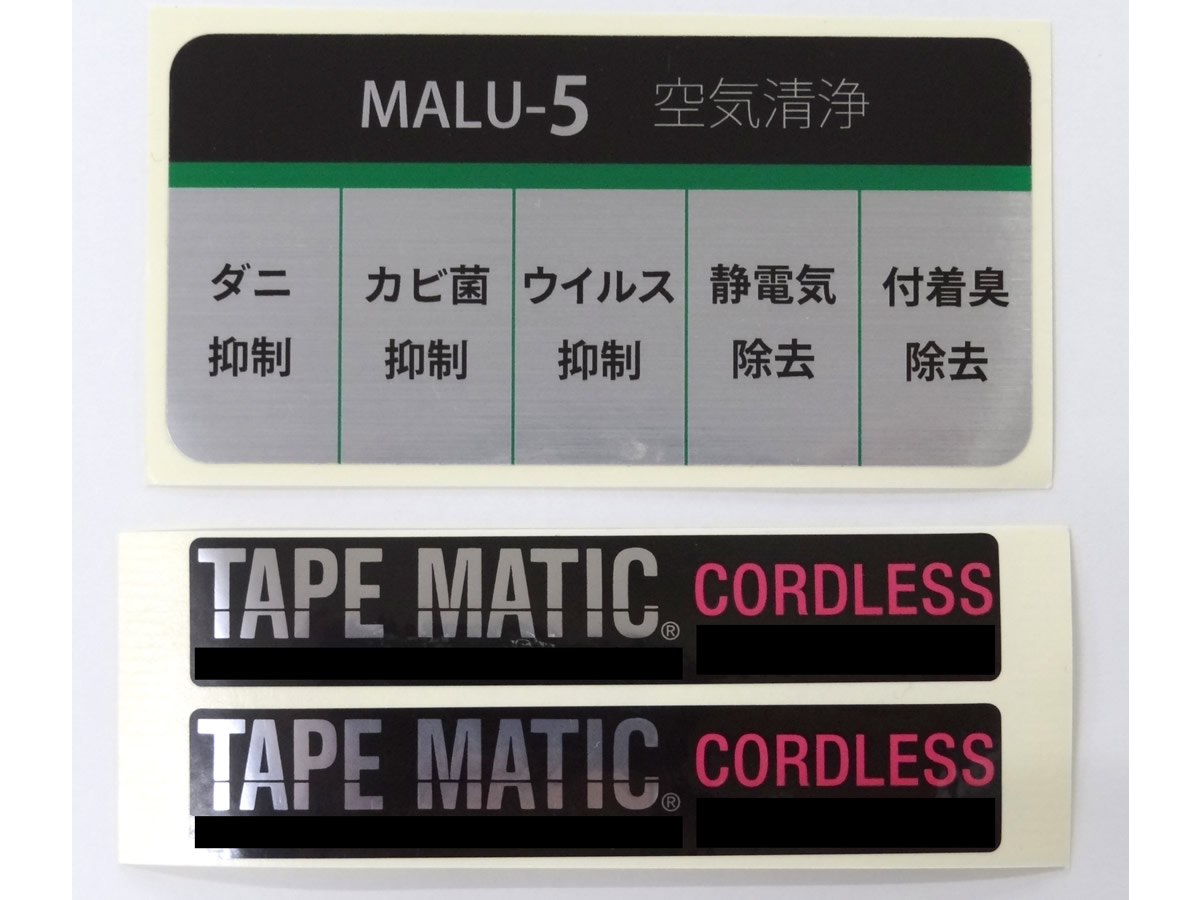 MALU-5 空気清浄
ダニ
抑制
カビ菌
抑制
ウイルス
抑制
静電気
除去
付着臭
除去
TAPE MATIC® CORDLESS
TAPE MATIC® CORDLESS